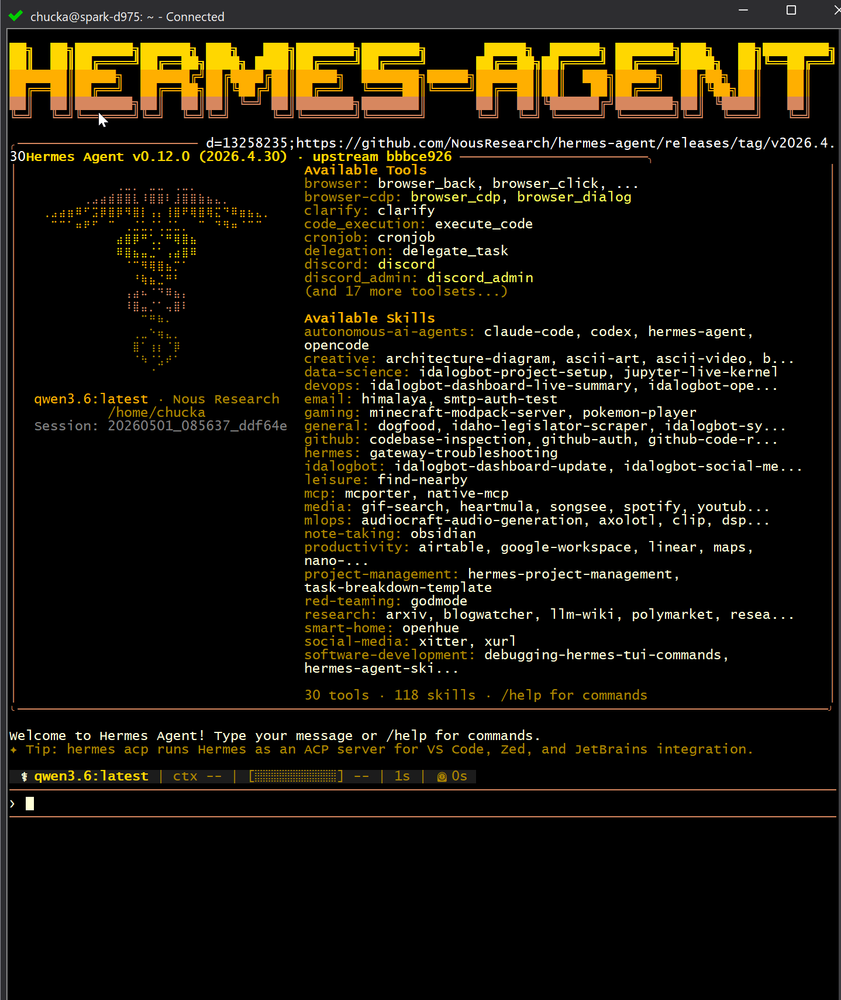 chucka@spark-d975: ~ - Connected
HERMES-AGENT
d=13258235;https://github.com/NousResearch/hermes-agent/releases/tag/v2026.4.
30Hermes Agent v0.12.0 (2026.4.30) · upstream bbbce926
Available Tools
browser: browser_back, browser_click, ...
browser-cdp: browser_cdp, browser_dialog
clarify: clarify
code_execution: execute_code
cronjob: cronjob
delegation: delegate_task
discord: discord
discord_admin: discord_admin
(and 17 more toolsets...)
Available Skills
autonomous-ai-agents: claude-code, codex, hermes-agent,
opencode
creative: architecture-diagram, ascii-art, ascii-video, b...
data-science: idalogbot-project-setup, jupyter-live-kernel
devops: idalogbot-dashboard-live-summary, idalogbot-ope...
email: himalaya, smtp-auth-test
gaming: minecraft-modpack-server, pokemon-player
general: dogfood, idaho-legislator-scraper, idalogbot-sy...
github: codebase-inspection, github-auth, github-code-r...
hermes: gateway-troubleshooting
idalogbot: idalogbot-dashboard-update, idalogbot-social-me...
leisure: find-nearby
mcp: mcporter, native-mcp
media: gif-search, heartmula, songsee, spotify, youtub...
mlops: audiocraft-audio-generation, axolotl, clip, dsp...
note-taking: obsidian
productivity: airtable, google-workspace, linear, maps,
nano-...
project-management: hermes-project-management,
task-breakdown-template
red-teaming: godmode
research: arxiv, blogwatcher, llm-wiki, polymarket, resea...
smart-home: openhue
social-media: xitter, xurl
software-development: debugging-hermes-tui-commands,
hermes-agent-ski...
30 tools · 118 skills · /help for commands
qwen3.6:latest · Nous Research
/home/chucka
Session: 20260501_085637_ddf64e
Welcome to Hermes Agent! Type your message or /help for commands.
✦ Tip: hermes acp runs Hermes as an ACP server for VS Code, Zed, and JetBrains integration.
⚕ qwen3.6:latest | ctx -- | [░░░░░░░░░░] -- | 1s | ⏲ 0s
❯